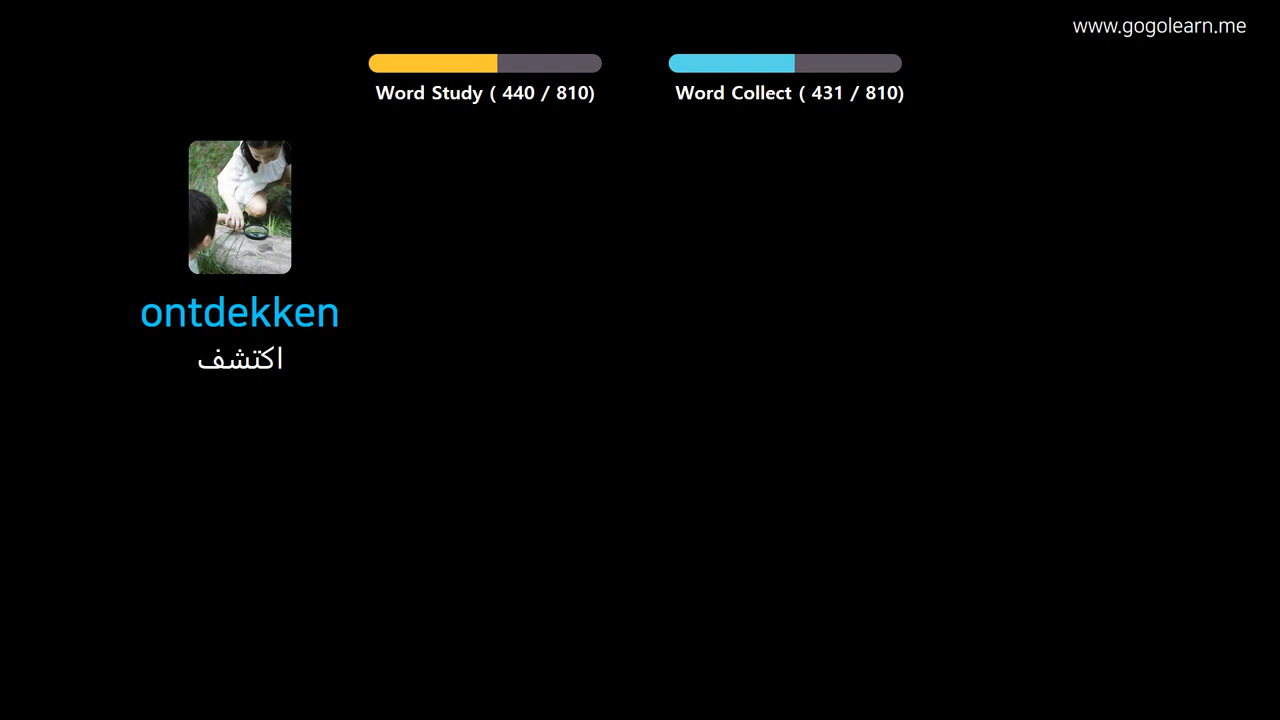 www.gogolearn.me
Word Study ( 440 / 810)
Word Collect ( 431 / 810)
ontdekken
اكتشف